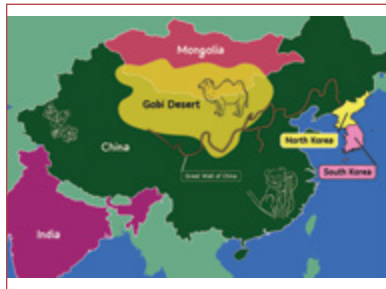 Mongolia
Gobi Desert
China
North Korea
Great Wall of China
South Korea
India